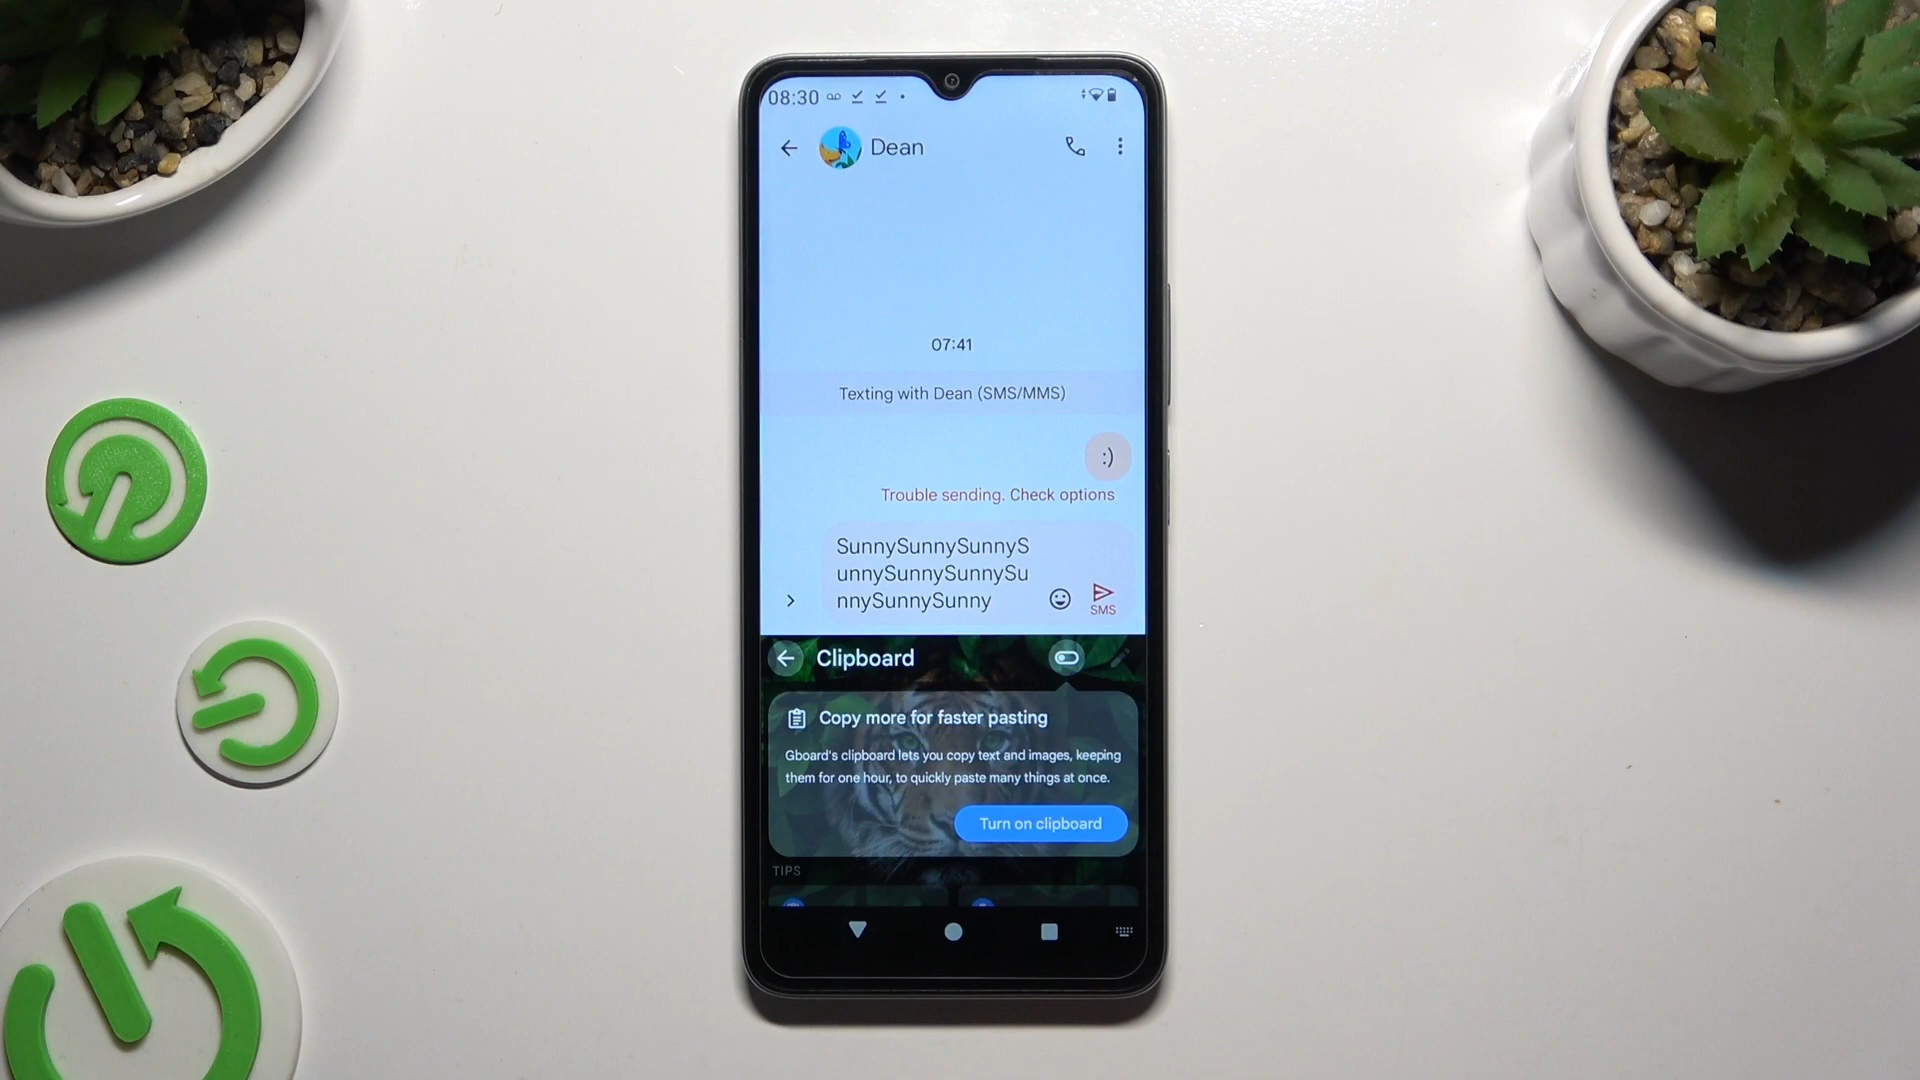 08:30
Dean
07:41
Texting with Dean (SMS/MMS)
:)
Trouble sending. Check options
SunnySunnySunnyS
unnySunnySunnySu
nnySunnySunny
SMS
Clipboard
Copy more for faster pasting
Gboard's clipboard lets you copy text and images, keeping
them for one hour, to quickly paste many things at once.
Turn on clipboard
TIPS